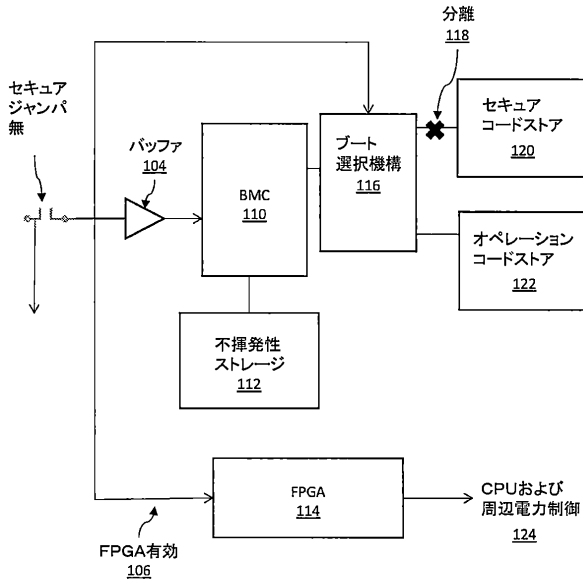 分離
118
セキュア
ジャンパ
無
バッファ
104
BMC
110
ブート
選択機構
116
セキュア
コードストア
120
オペレーション
コードストア
122
不揮発性
ストレージ
112
FPGA
114
CPUおよび
周辺電力制御
124
FPGA有効
106